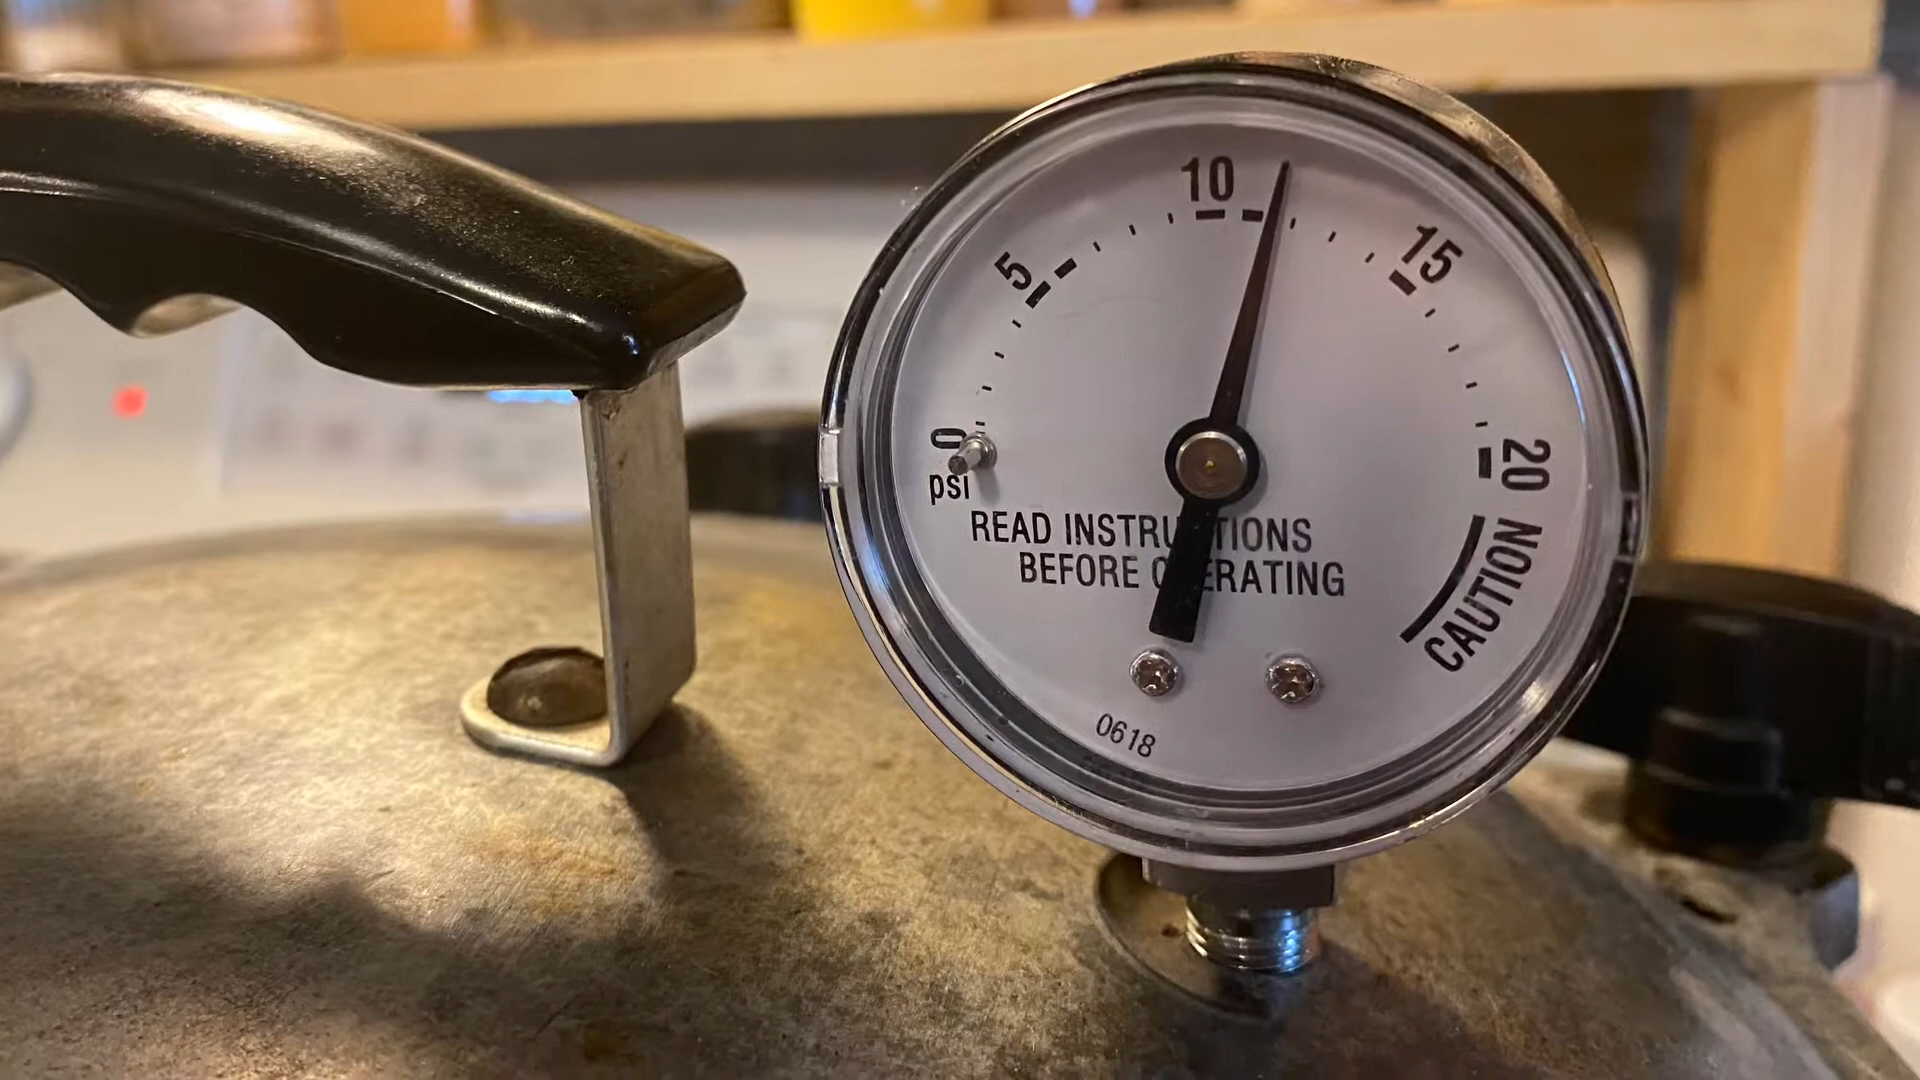 10
5
15
0
20
psi
READ INSTRUCTIONS
BEFORE OPERATING
CAUTION
0618